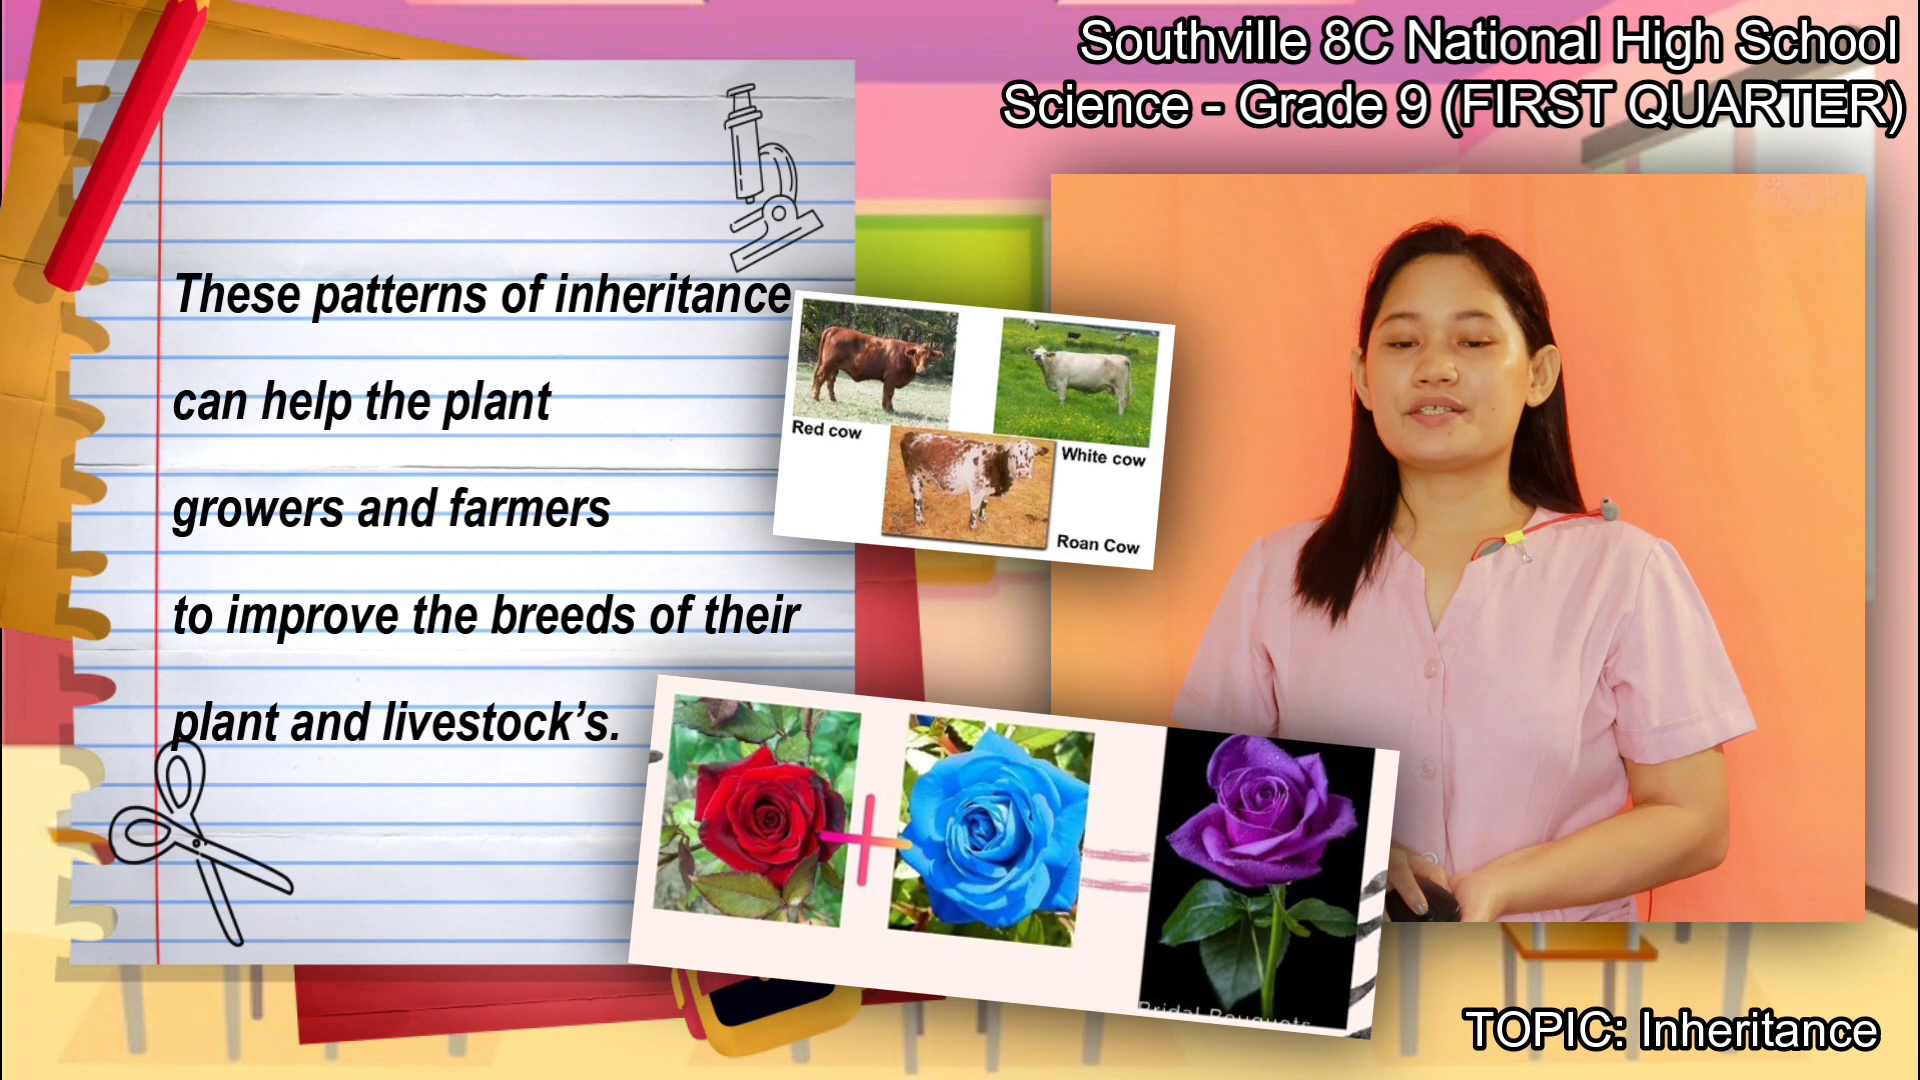 Southville 8C National High School
Science - Grade 9 (FIRST QUARTER)
These patterns of inheritance
can help the plant
growers and farmers
to improve the breeds of their
plant and livestock’s.
Red cow
White cow
Roan Cow
Bridal Bouquets
TOPIC: Inheritance